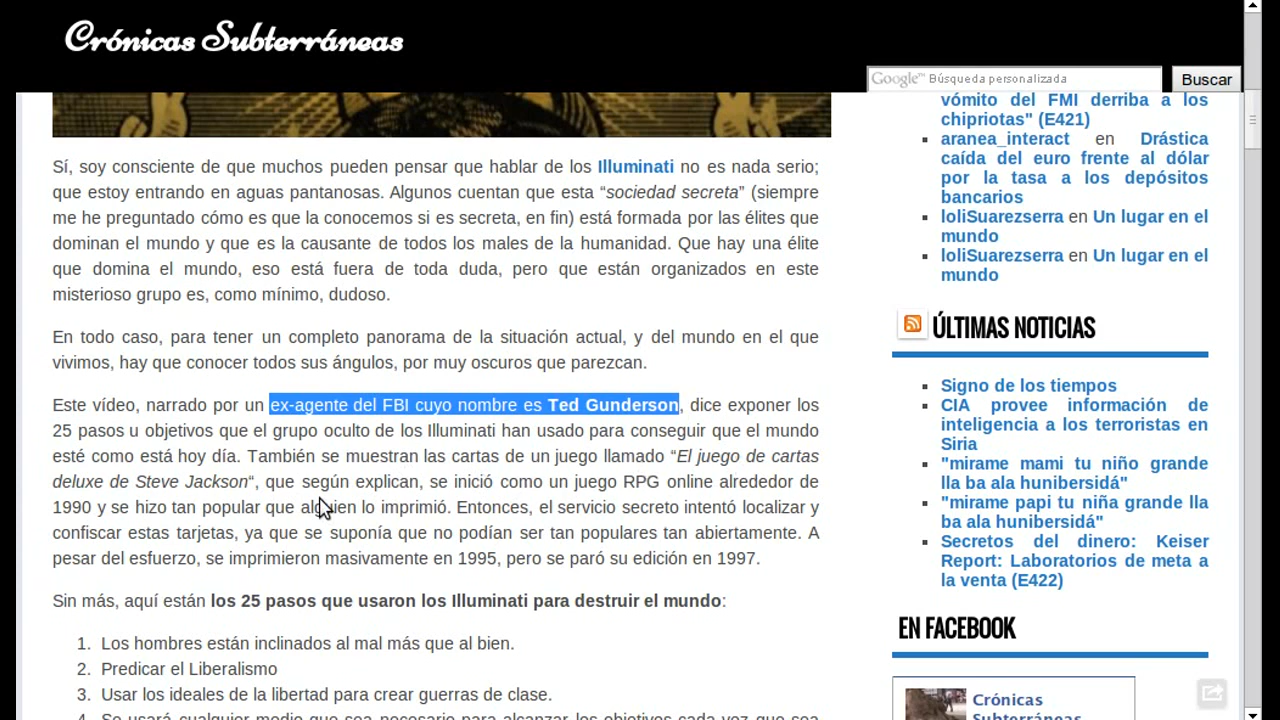 Crónicas Subterráneas
Google™ Búsqueda personalizada
Buscar
Sí, soy consciente de que muchos pueden pensar que hablar de los Illuminati no es nada serio;
que estoy entrando en aguas pantanosas. Algunos cuentan que esta “sociedad secreta” (siempre
me he preguntado cómo es que la conocemos si es secreta, en fin) está formada por las élites que
dominan el mundo y que es la causante de todos los males de la humanidad. Que hay una élite
que domina el mundo, eso está fuera de toda duda, pero que están organizados en este
misterioso grupo es, como mínimo, dudoso.
En todo caso, para tener un completo panorama de la situación actual, y del mundo en el que
vivimos, hay que conocer todos sus ángulos, por muy oscuros que parezcan.
Este vídeo, narrado por un ex-agente del FBI cuyo nombre es Ted Gunderson, dice exponer los
25 pasos u objetivos que el grupo oculto de los Illuminati han usado para conseguir que el mundo
esté como está hoy día. También se muestran las cartas de un juego llamado “El juego de cartas
deluxe de Steve Jackson“, que según explican, se inició como un juego RPG online alrededor de
1990 y se hizo tan popular que alguien lo imprimió. Entonces, el servicio secreto intentó localizar y
confiscar estas tarjetas, ya que se suponía que no podían ser tan populares tan abiertamente. A
pesar del esfuerzo, se imprimieron masivamente en 1995, pero se paró su edición en 1997.
Sin más, aquí están los 25 pasos que usaron los Illuminati para destruir el mundo:
1. Los hombres están inclinados al mal más que al bien.
2. Predicar el Liberalismo
3. Usar los ideales de la libertad para crear guerras de clase.
4. Se usará cualquier medio que sea necesario para alcanzar los objetivos cada vez que sea
vómito del FMI derriba a los
chipriotas" (E421)
aranea_interact en Drástica
caída del euro frente al dólar
por la tasa a los depósitos
bancarios
loliSuarezserra en Un lugar en el
mundo
loliSuarezserra en Un lugar en el
mundo
ÚLTIMAS NOTICIAS
Signo de los tiempos
CIA provee información de
inteligencia a los terroristas en
Siria
"mirame mami tu niño grande
lla ba ala hunibersidá"
"mirame papi tu niña grande lla
ba ala hunibersidá"
Secretos del dinero: Keiser
Report: Laboratorios de meta a
la venta (E422)
EN FACEBOOK
Crónicas
Subterráneas